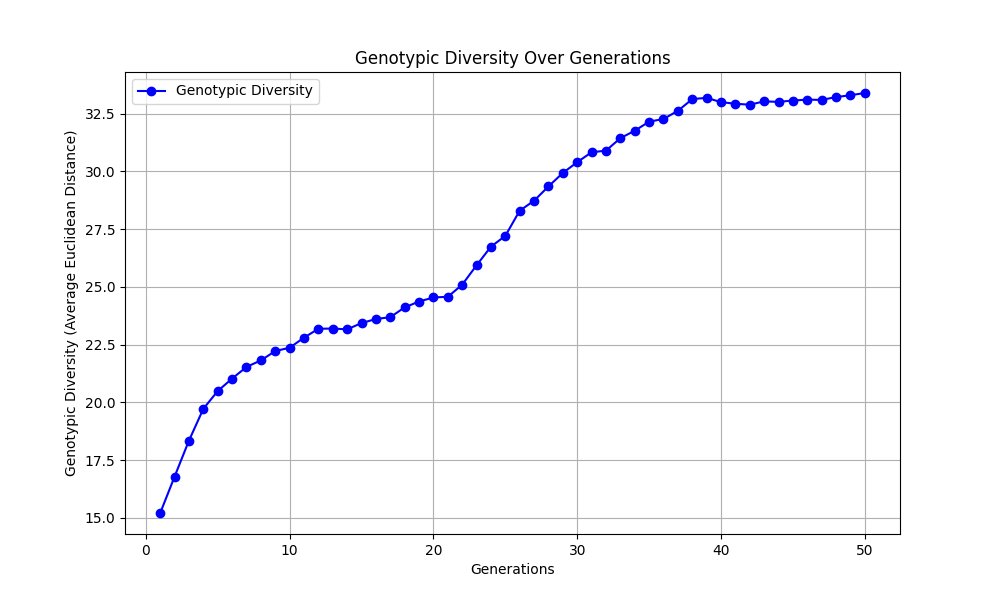 Genotypic Diversity Over Generations
Genotypic Diversity
Genotypic Diversity (Average Euclidean Distance)
32.5
30.0
27.5
25.0
22.5
20.0
17.5
15.0
0 10 20 30 40 50
Generations